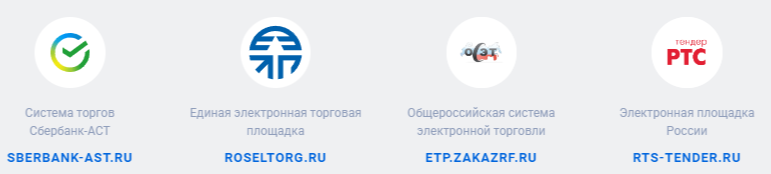 ОСЭТ
тендер
РТС
Система торгов
Сбербанк-АСТ
Единая электронная торговая
площадка
Общероссийская система
электронной торговли
Электронная площадка
России
SBERBANK-AST.RU
ROSELTORG.RU
ETP.ZAKAZRF.RU
RTS-TENDER.RU